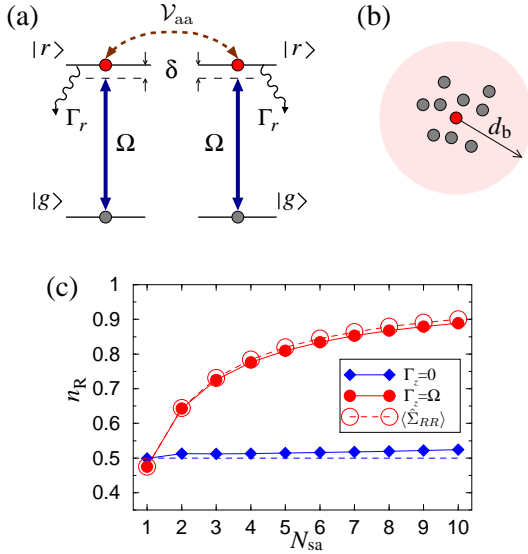 (a)
𝒱aa
|r⟩
|r⟩
δ
Γr
Γr
Ω
Ω
|g⟩
|g⟩
(b)
db
(c)
nR
1
0.9
0.8
0.7
0.6
0.5
0.4
Γz=0
Γz=Ω
⟨Σ̂RR⟩
1 2 3 4 5 6 7 8 9 10
Nsa